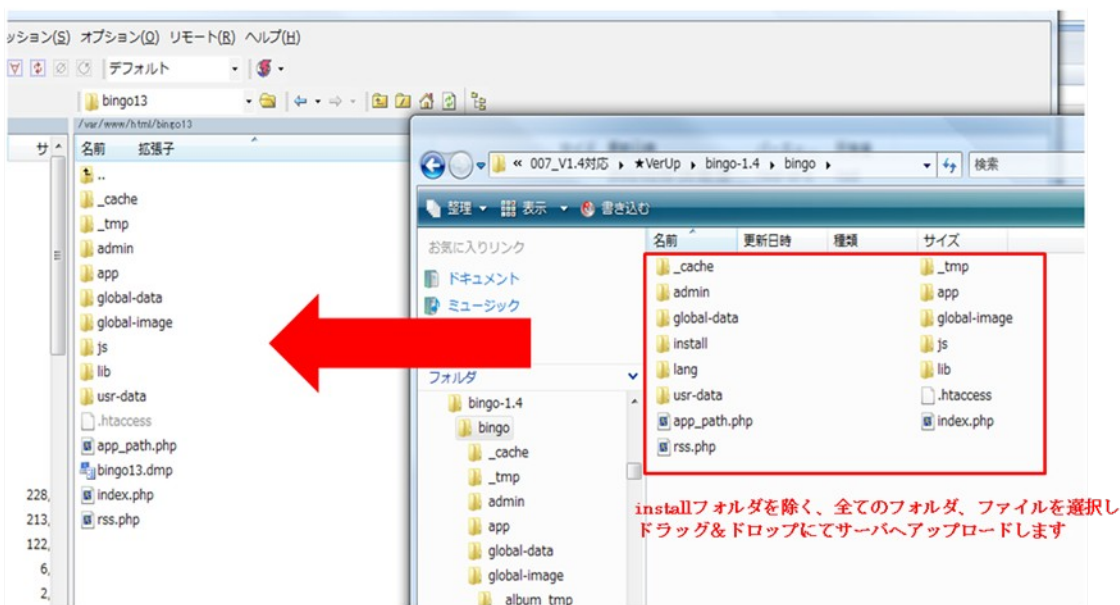 ッション(S) オプション(O) リモート(R) ヘルプ(H)
デフォルト
bingo13
/var/www/html/bingo13
サ 名前 拡張子
..
_cache
_tmp
admin
app
global-data
global-image
js
lib
usr-data
.htaccess
app_path.php
bingo13.dmp
228, index.php
213, rss.php
122,
6,
2,
« 007_V1.4対応 ▸ ★VerUp ▸ bingo-1.4 ▸ bingo ▸ 検索
整理 表示 書き込む
お気に入りリンク
ドキュメント
ミュージック
フォルダ
bingo-1.4
bingo
_cache
_tmp
admin
app
global-data
global-image
album tmp
名前 更新日時 種類 サイズ
_cache _tmp
admin app
global-data global-image
install js
lang lib
usr-data .htaccess
app_path.php index.php
rss.php
installフォルダを除く、全てのフォルダ、ファイルを選択し
ドラッグ&ドロップにてサーバへアップロードします